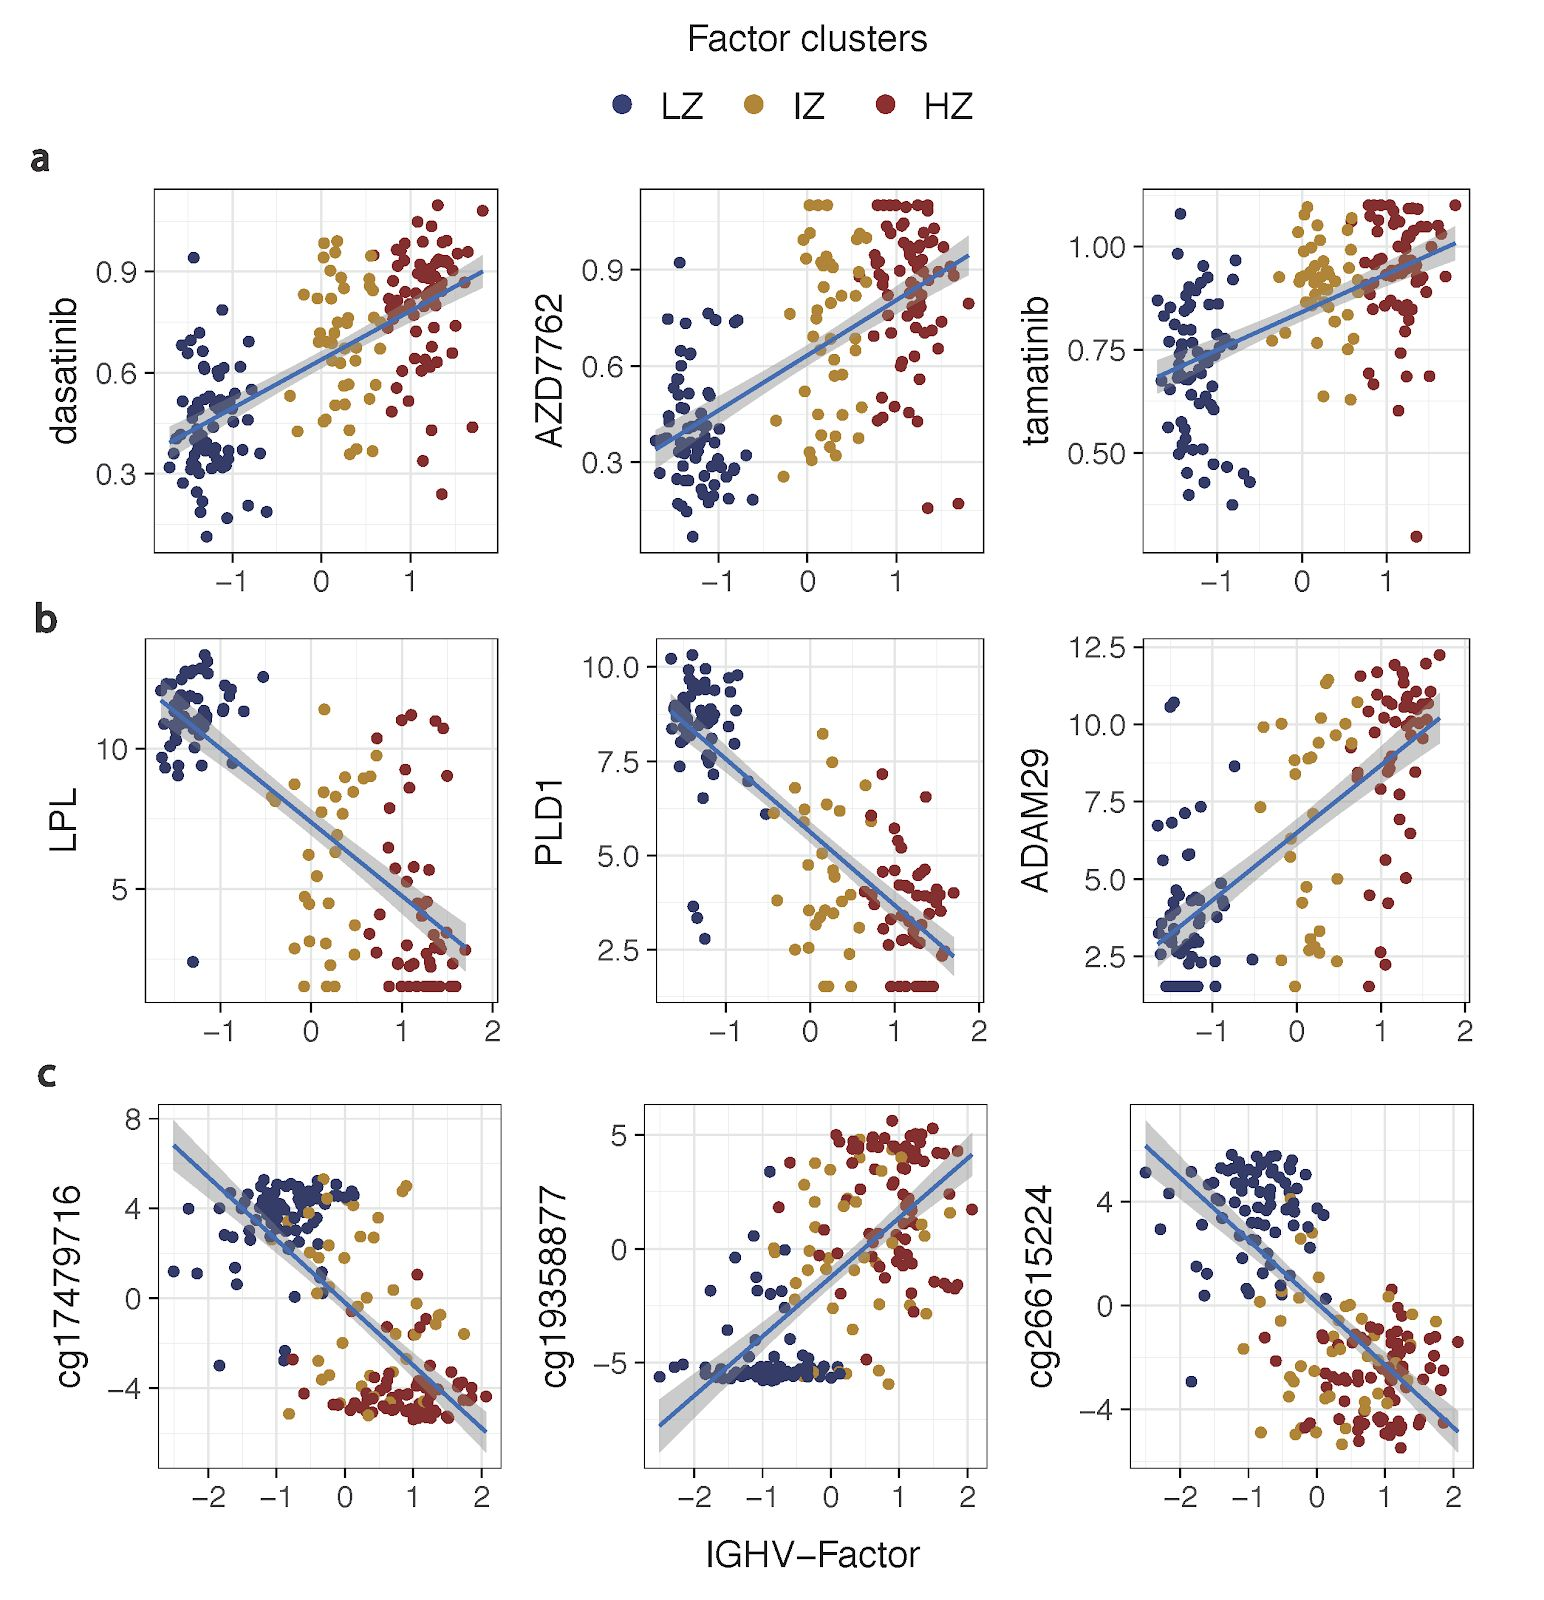 Factor clusters
LZ IZ HZ
a
dasatinib
0.9
0.6
0.3
−1 0 1
AZD7762
0.9
0.6
0.3
−1 0 1
tamatinib
1.00
0.75
0.50
−1 0 1
b
LPL
10
5
−1 0 1 2
PLD1
10.0
7.5
5.0
2.5
−1 0 1 2
ADAM29
12.5
10.0
7.5
5.0
2.5
−1 0 1 2
c
cg17479716
8
4
0
−4
−2 −1 0 1 2
cg19358877
5
0
−5
−2 −1 0 1 2
cg26615224
4
0
−4
−2 −1 0 1 2
IGHV−Factor